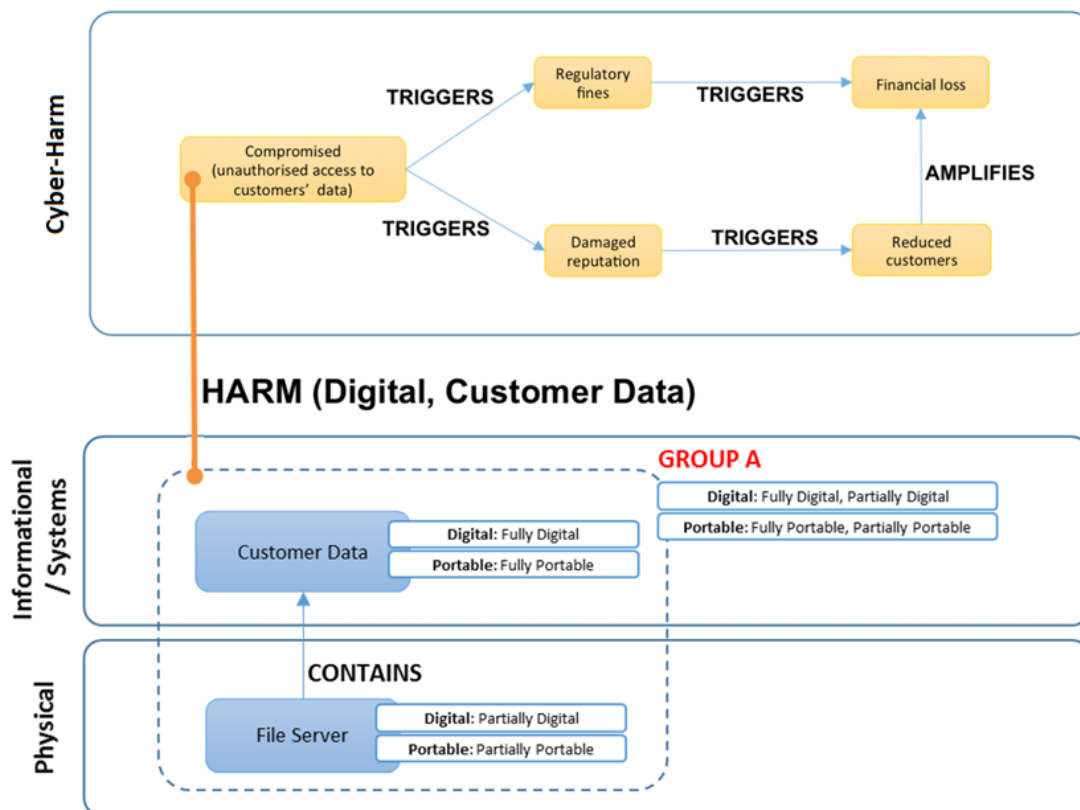 Cyber-Harm
Regulatory
fines
TRIGGERS
TRIGGERS
Financial loss
Compromised
(unauthorised access to
customers' data)
AMPLIFIES
TRIGGERS
TRIGGERS
Damaged
reputation
Reduced
customers
HARM (Digital, Customer Data)
Informational
/ Systems
GROUP A
Digital: Fully Digital, Partially Digital
Portable: Fully Portable, Partially Portable
Customer Data
Digital: Fully Digital
Portable: Fully Portable
CONTAINS
Physical
File Server
Digital: Partially Digital
Portable: Partially Portable